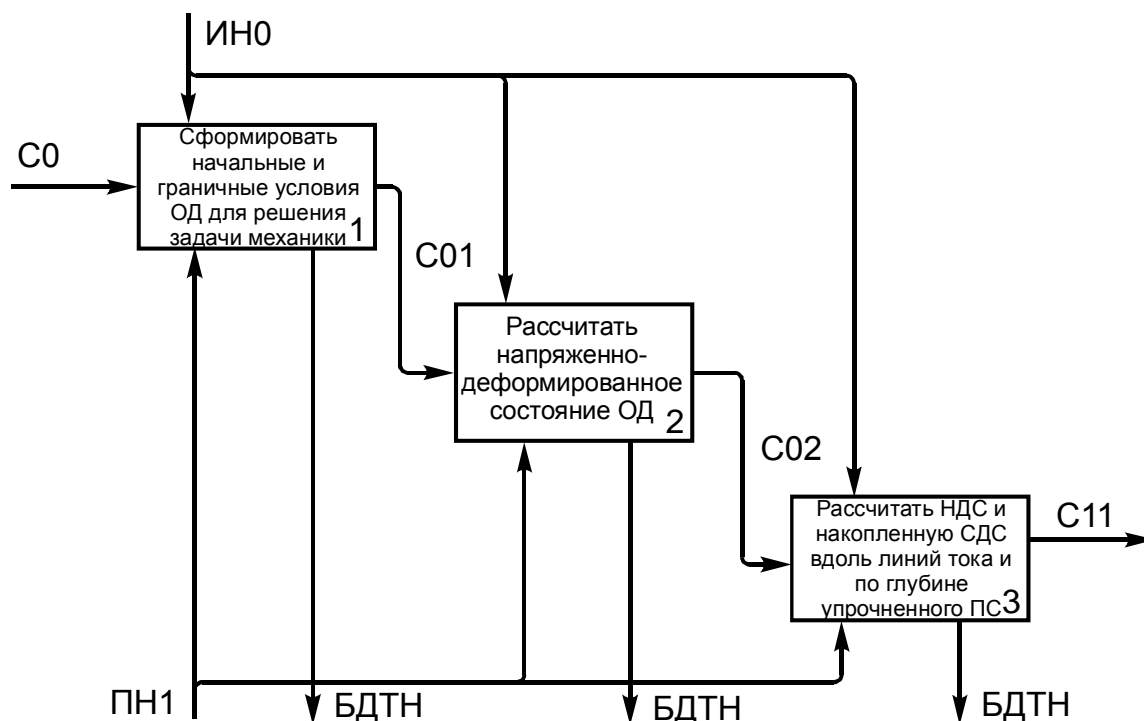 ИН0
С0
Сформировать
начальные и
граничные условия
ОД для решения
задачи механики 1
С01
Рассчитать
напряженно-
деформированное
состояние ОД 2
С02
Рассчитать НДС и
накопленную СДС
вдоль линий тока и
по глубине
упрочненного ПС 3
С11
ПН1
БДТН
БДТН
БДТН